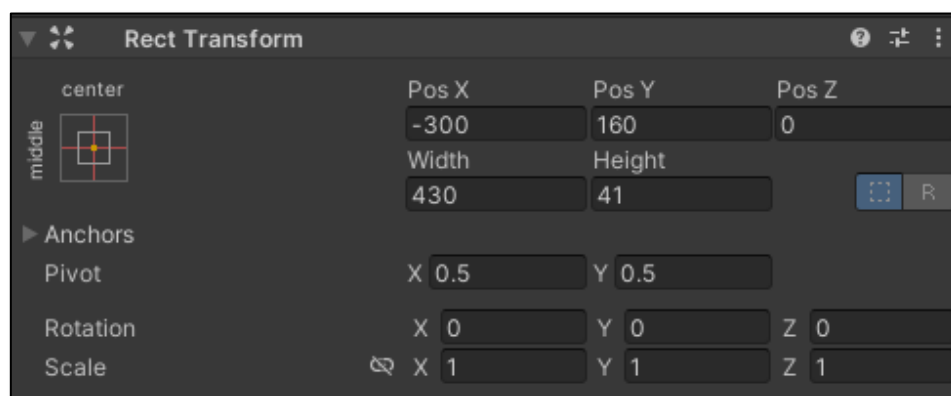 Rect Transform
center
middle
Pos X Pos Y Pos Z
-300 160 0
Width Height
430 41
R
Anchors
Pivot X 0.5 Y 0.5
Rotation X 0 Y 0 Z 0
Scale X 1 Y 1 Z 1